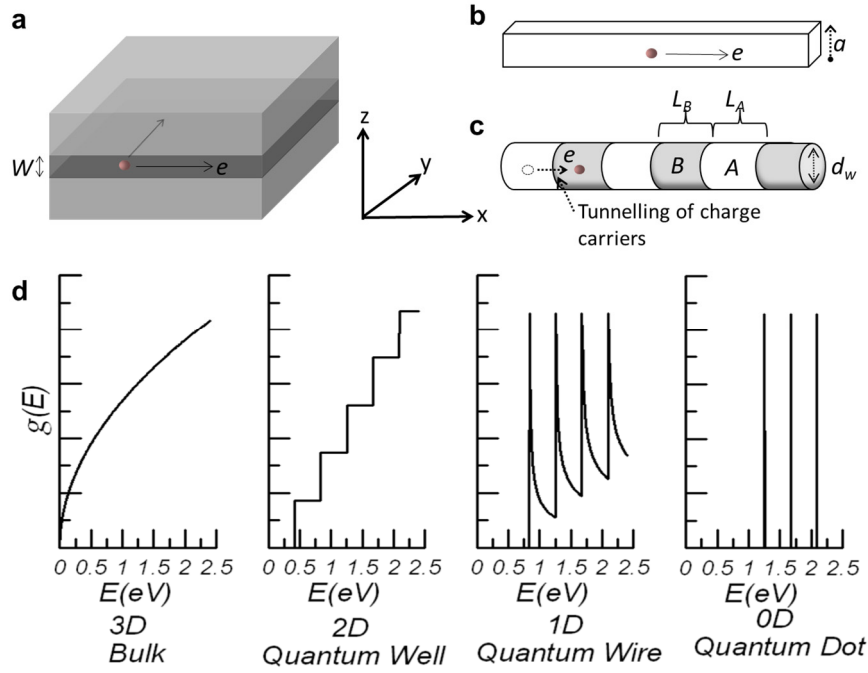 a
W
e
z
y
x
b
e
a
c
L_B L_A
e
B A
d_w
Tunnelling of charge
carriers
d
g(E)
0 0.5 1 1.5 2 2.5
E(eV)
3D
Bulk
0 0.5 1 1.5 2 2.5
E(eV)
2D
Quantum Well
0 0.5 1 1.5 2 2.5
E(eV)
1D
Quantum Wire
0 0.5 1 1.5 2 2.5
E(eV)
0D
Quantum Dot